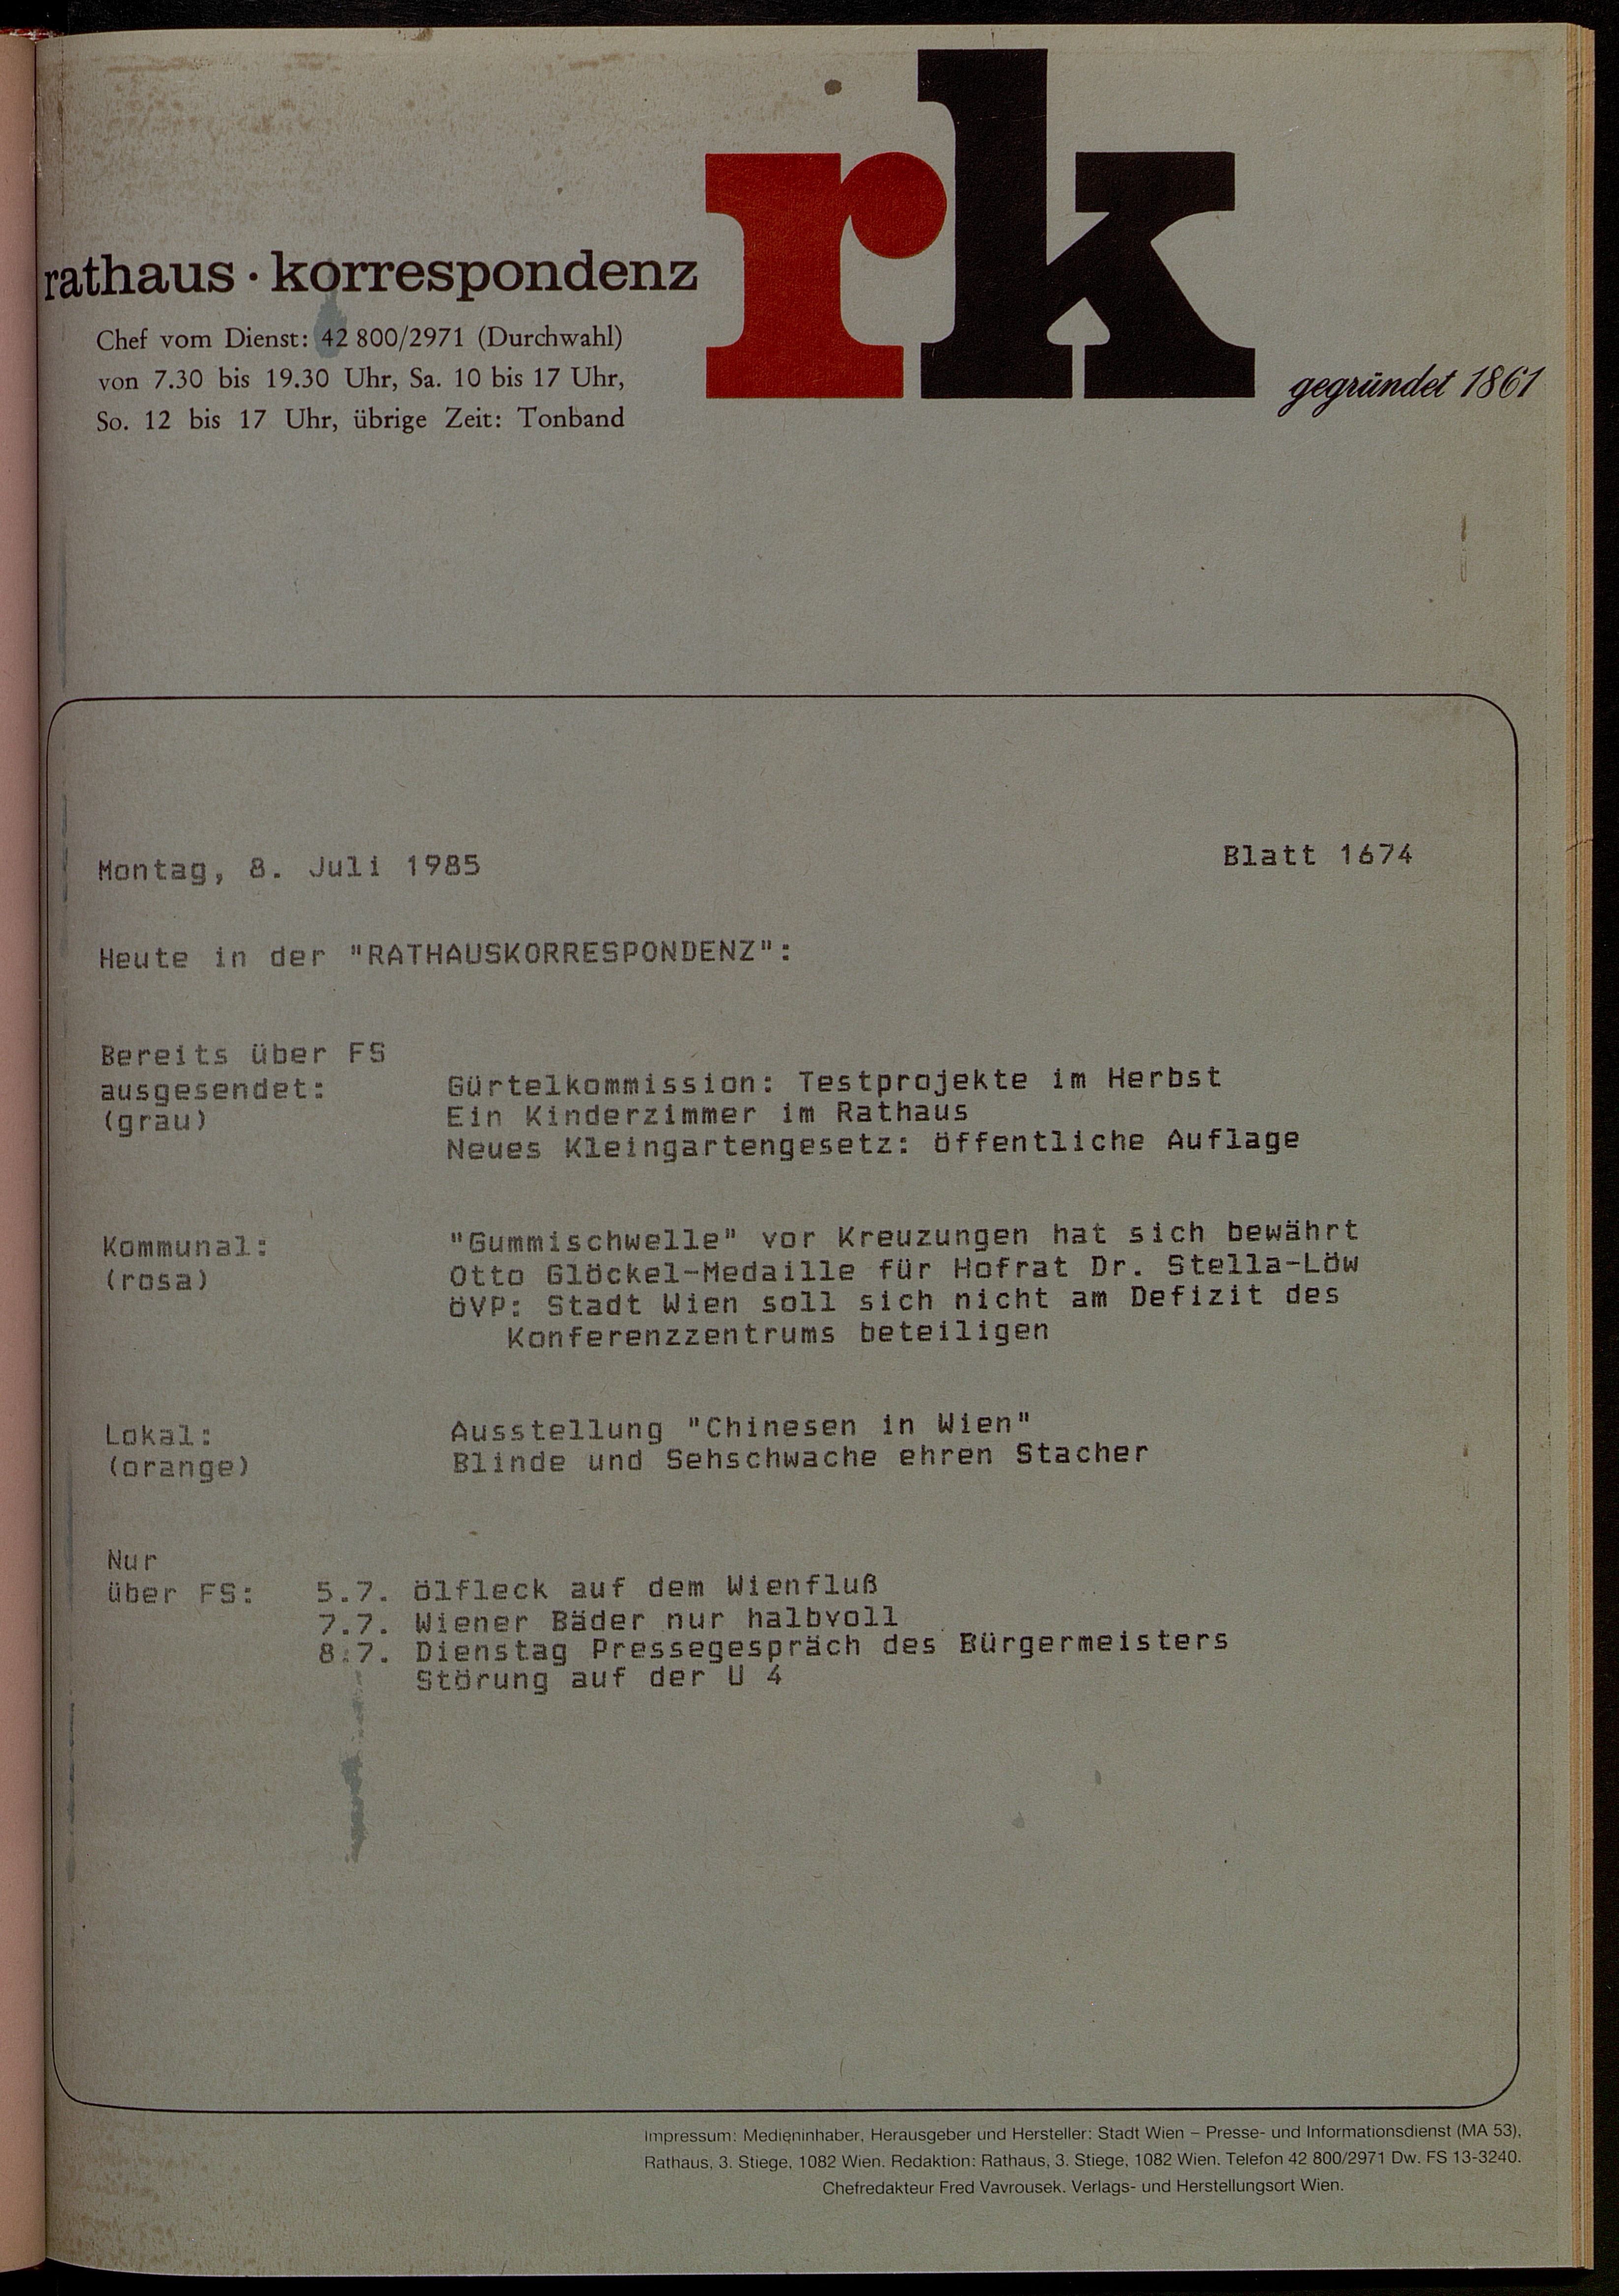 rk
rathaus · korrespondenz
Chef vom Dienst: 42 800/2971 (Durchwahl)
von 7.30 bis 19.30 Uhr, Sa. 10 bis 17 Uhr,
So. 12 bis 17 Uhr, übrige Zeit: Tonband
gegründet 1861
Montag, 8. Juli 1985
Blatt 1674
Heute in der "RATHAUSKORRESPONDENZ":
Bereits über FS
ausgesendet:
(grau)
Gürtelkommission: Testprojekte im Herbst
Ein Kinderzimmer im Rathaus
Neues Kleingartengesetz: öffentliche Auflage
Kommunal:
(rosa)
"Gummischwelle" vor Kreuzungen hat sich bewährt
Otto Glöckel-Medaille für Hofrat Dr. Stella-Löw
öVP: Stadt Wien soll sich nicht am Defizit des
Konferenzzentrums beteiligen
Lokal:
(orange)
Ausstellung "Chinesen in Wien"
Blinde und Sehschwache ehren Stacher
Nur
über FS:
5.7. ölfleck auf dem Wienfluß
7.7. Wiener Bäder nur halbvoll
8.7. Dienstag Pressegespräch des Bürgermeisters
Störung auf der U 4
Impressum: Medieninhaber, Herausgeber und Hersteller: Stadt Wien – Presse- und Informationsdienst (MA 53),
Rathaus, 3. Stiege, 1082 Wien. Redaktion: Rathaus, 3. Stiege, 1082 Wien. Telefon 42 800/2971 Dw. FS 13-3240.
Chefredakteur Fred Vavrousek. Verlags- und Herstellungsort Wien.